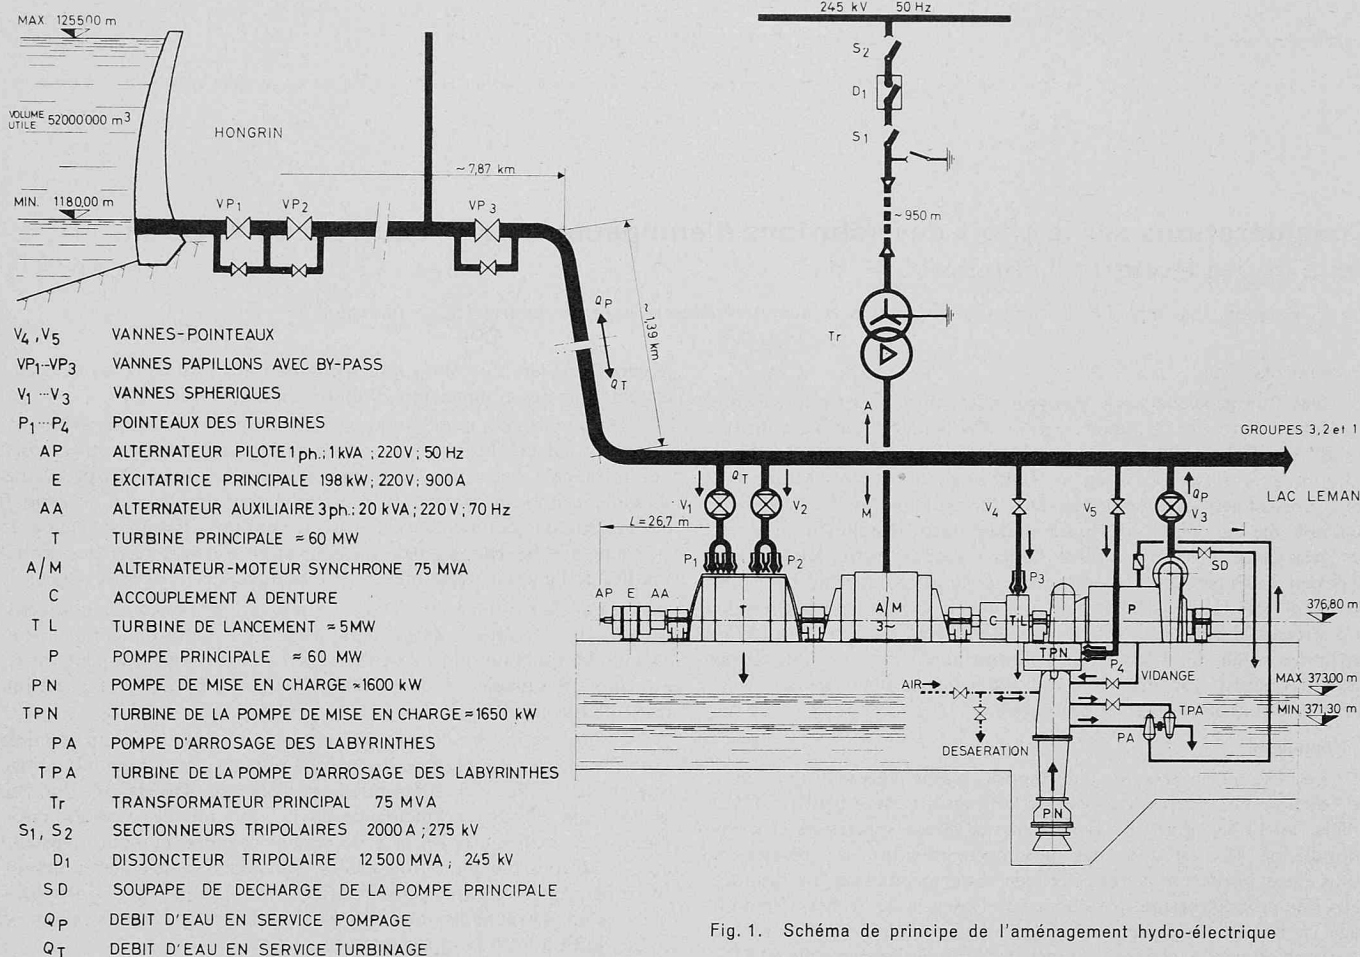 245 kV 50 Hz
MAX. 125500 m
S2
D1
VOLUME UTILE 52000000 m³
HONGRIN
S1
~7,87 km
MIN. 1180,00 m
VP1
VP2
VP3
~950 m
QP
~1,39 km
QT
Tr
A
M
GROUPES 3, 2 et 1
LAC LEMAN
QT
QP
V1
V2
V4
V5
V3
L=26,7 m
P1
P2
P3
SD
AP E AA
T
A/M
3~
C
TL
P
376,80 m
TPN
P4
VIDANGE
AIR
MAX. 373,00 m
TPA
MIN. 371,30 m
PA
DESAERATION
PN
V4, V5 VANNES-POINTEAUX
VP1--VP3 VANNES PAPILLONS AVEC BY-PASS
V1 ···V3 VANNES SPHERIQUES
P1···P4 POINTEAUX DES TURBINES
AP ALTERNATEUR PILOTE 1 ph.; 1 kVA ; 220 V; 50 Hz
E EXCITATRICE PRINCIPALE 198 kW; 220 V; 900 A
AA ALTERNATEUR AUXILIAIRE 3 ph.; 20 kVA ; 220 V ; 70 Hz
T TURBINE PRINCIPALE ≈ 60 MW
A/M ALTERNATEUR-MOTEUR SYNCHRONE 75 MVA
C ACCOUPLEMENT A DENTURE
TL TURBINE DE LANCEMENT ≈ 5MW
P POMPE PRINCIPALE ≈ 60 MW
PN POMPE DE MISE EN CHARGE ≈1600 kW
TPN TURBINE DE LA POMPE DE MISE EN CHARGE ≈ 1650 kW
PA POMPE D'ARROSAGE DES LABYRINTHES
TPA TURBINE DE LA POMPE D'ARROSAGE DES LABYRINTHES
Tr TRANSFORMATEUR PRINCIPAL 75 MVA
S1, S2 SECTIONNEURS TRIPOLAIRES 2000 A ; 275 kV
D1 DISJONCTEUR TRIPOLAIRE 12 500 MVA ; 245 kV
SD SOUPAPE DE DECHARGE DE LA POMPE PRINCIPALE
QP DEBIT D'EAU EN SERVICE POMPAGE
QT DEBIT D'EAU EN SERVICE TURBINAGE
Fig. 1. Schéma de principe de l'aménagement hydro-électrique